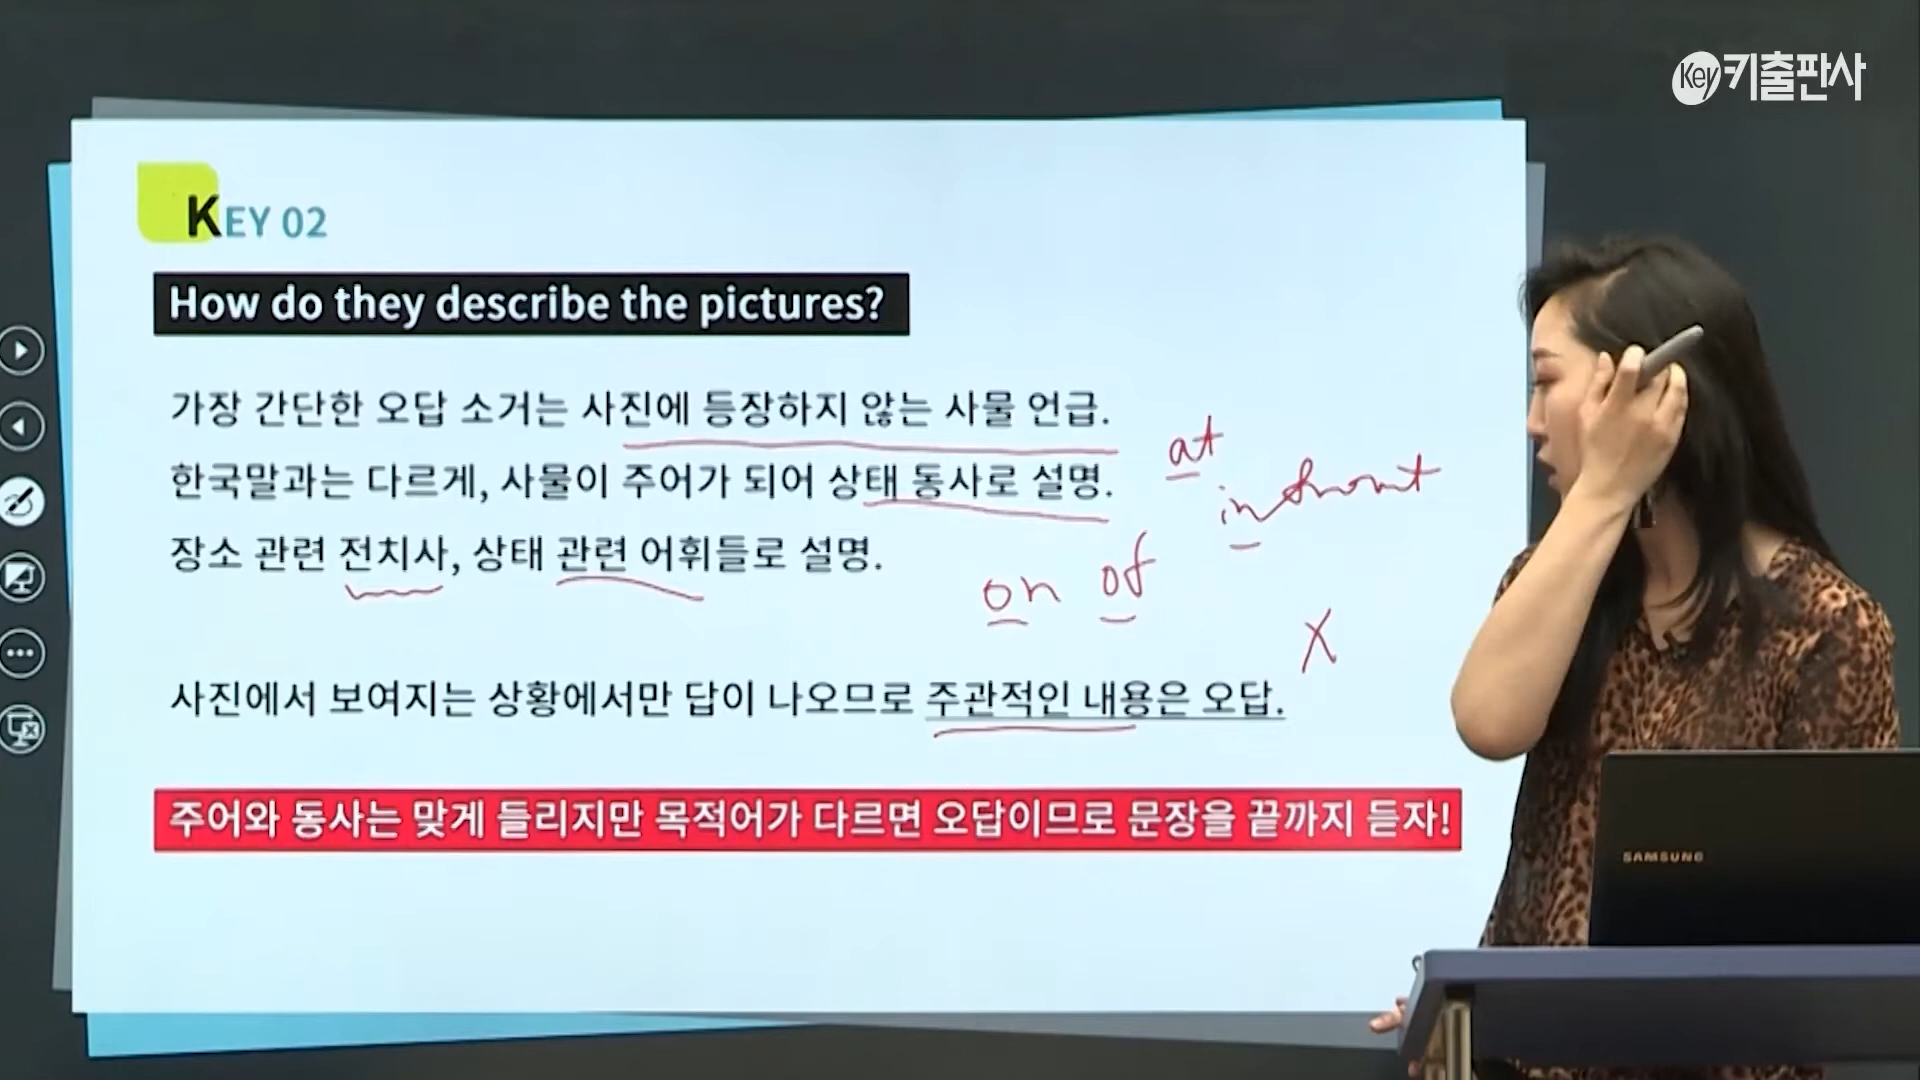 Key 키출판사
KEY 02
How do they describe the pictures?
가장 간단한 오답 소거는 사진에 등장하지 않는 사물 언급.
at
한국말과는 다르게, 사물이 주어가 되어 상태 동사로 설명.
in front
장소 관련 전치사, 상태 관련 어휘들로 설명.
on of
X
사진에서 보여지는 상황에서만 답이 나오므로 주관적인 내용은 오답.
주어와 동사는 맞게 들리지만 목적어가 다르면 오답이므로 문장을 끝까지 듣자!
SAMSUNG